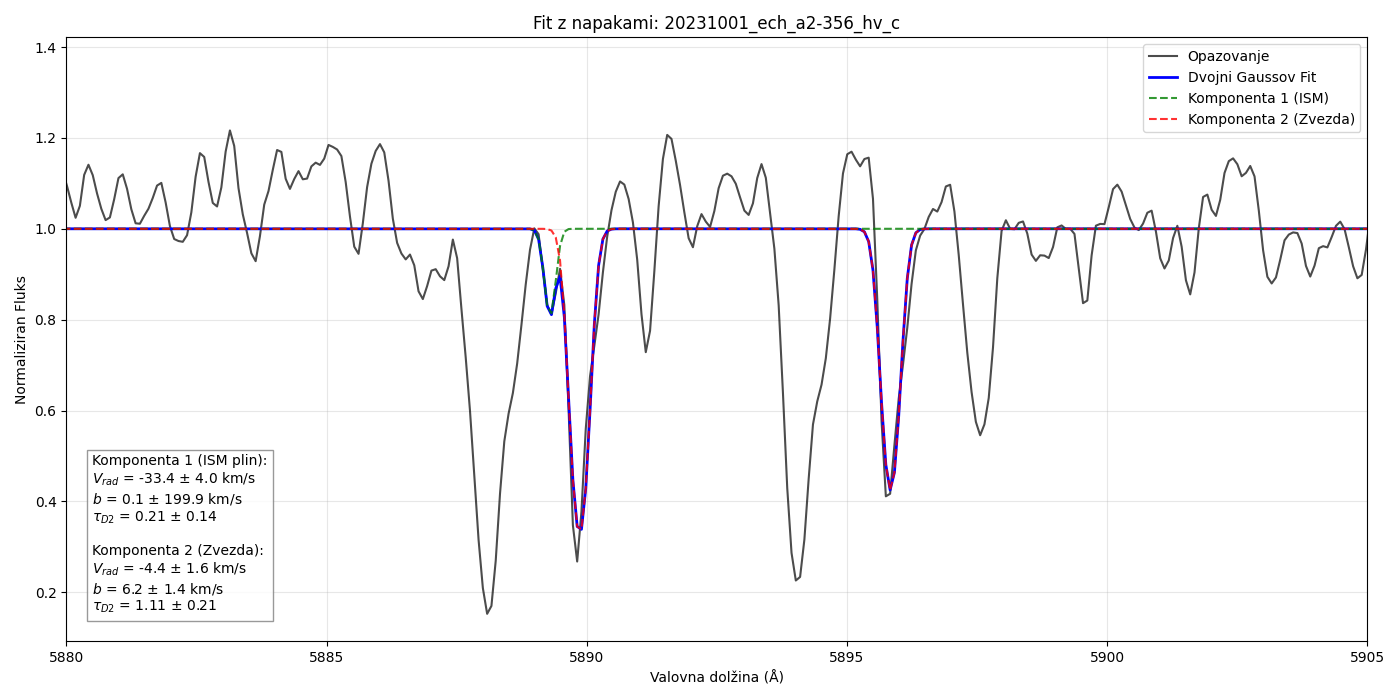 Fit z napakami: 20231001_ech_a2-356_hv_c
Normaliziran Fluks
1.4
1.2
1.0
0.8
0.6
0.4
0.2
Opazovanje
Dvojni Gaussov Fit
Komponenta 1 (ISM)
Komponenta 2 (Zvezda)
Komponenta 1 (ISM plin):
V_rad = -33.4 ± 4.0 km/s
b = 0.1 ± 199.9 km/s
τ_D2 = 0.21 ± 0.14
Komponenta 2 (Zvezda):
V_rad = -4.4 ± 1.6 km/s
b = 6.2 ± 1.4 km/s
τ_D2 = 1.11 ± 0.21
5880 5885 5890 5895 5900 5905
Valovna dolžina (Å)